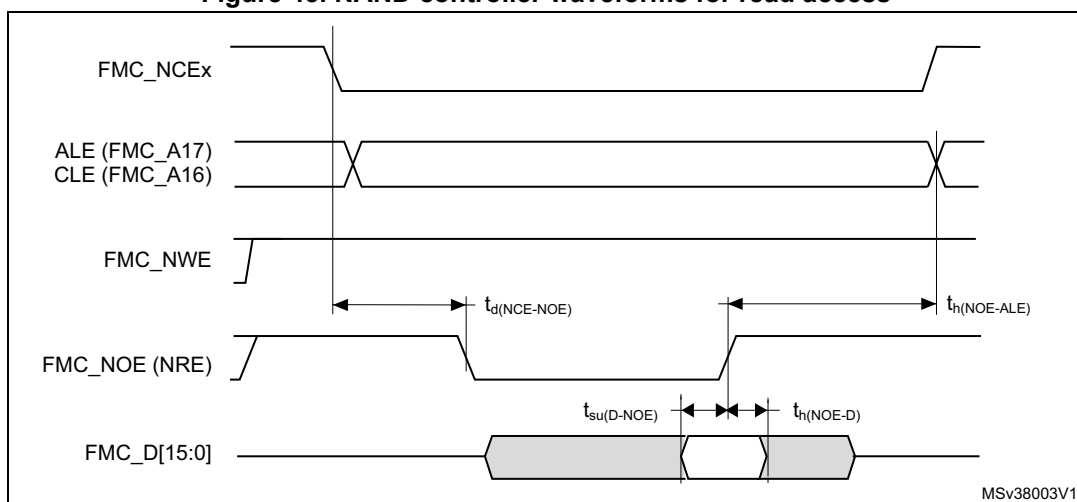 Figure NAND controller waveforms for read access
FMC_NCEx
ALE (FMC_A17)
CLE (FMC_A16)
FMC_NWE
td(NCE-NOE)
th(NOE-ALE)
FMC_NOE (NRE)
tsu(D-NOE)
th(NOE-D)
FMC_D[15:0]
MSv38003V1